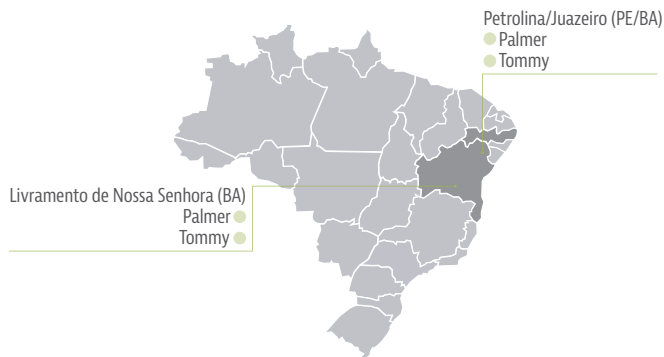 Petrolina/Juazeiro (PE/BA)
Palmer
Tommy
Livramento de Nossa Senhora (BA)
Palmer
Tommy